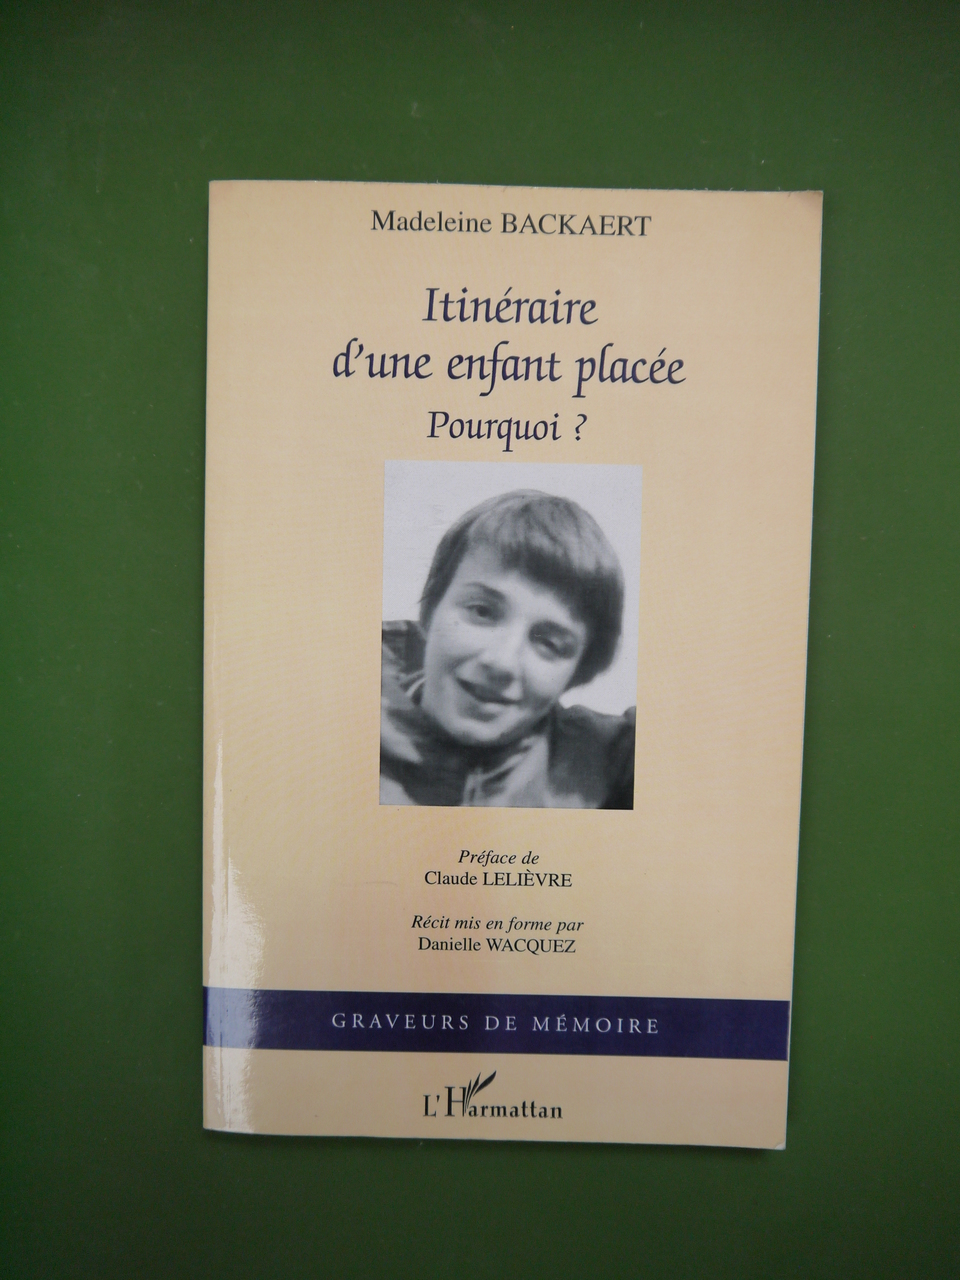 Madeleine BACKAERT
Itinéraire
d'une enfant placée
Pourquoi ?
Préface de
Claude LELIÈVRE
Récit mis en forme par
Danielle WACQUEZ
GRAVEURS DE MÉMOIRE
L'Harmattan